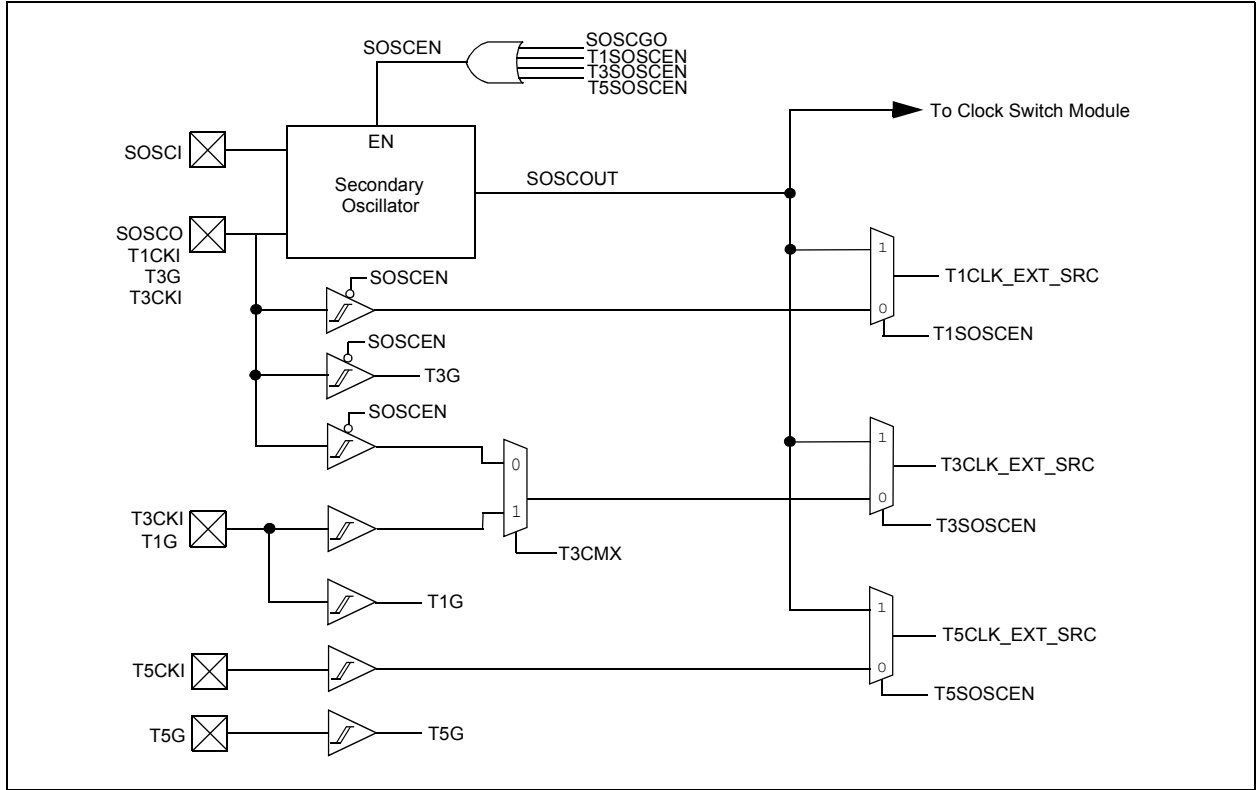 SOSCEN
SOSCGO
T1SOSCEN
T3SOSCEN
T5SOSCEN
To Clock Switch Module
SOSCI
EN
Secondary
Oscillator
SOSCOUT
SOSCO
T1CKI
T3G
T3CKI
SOSCEN
1
0
T1CLK_EXT_SRC
T1SOSCEN
SOSCEN
T3G
SOSCEN
0
1
T3CMX
1
0
T3CLK_EXT_SRC
T3SOSCEN
T3CKI
T1G
T1G
1
0
T5CLK_EXT_SRC
T5SOSCEN
T5CKI
T5G
T5G